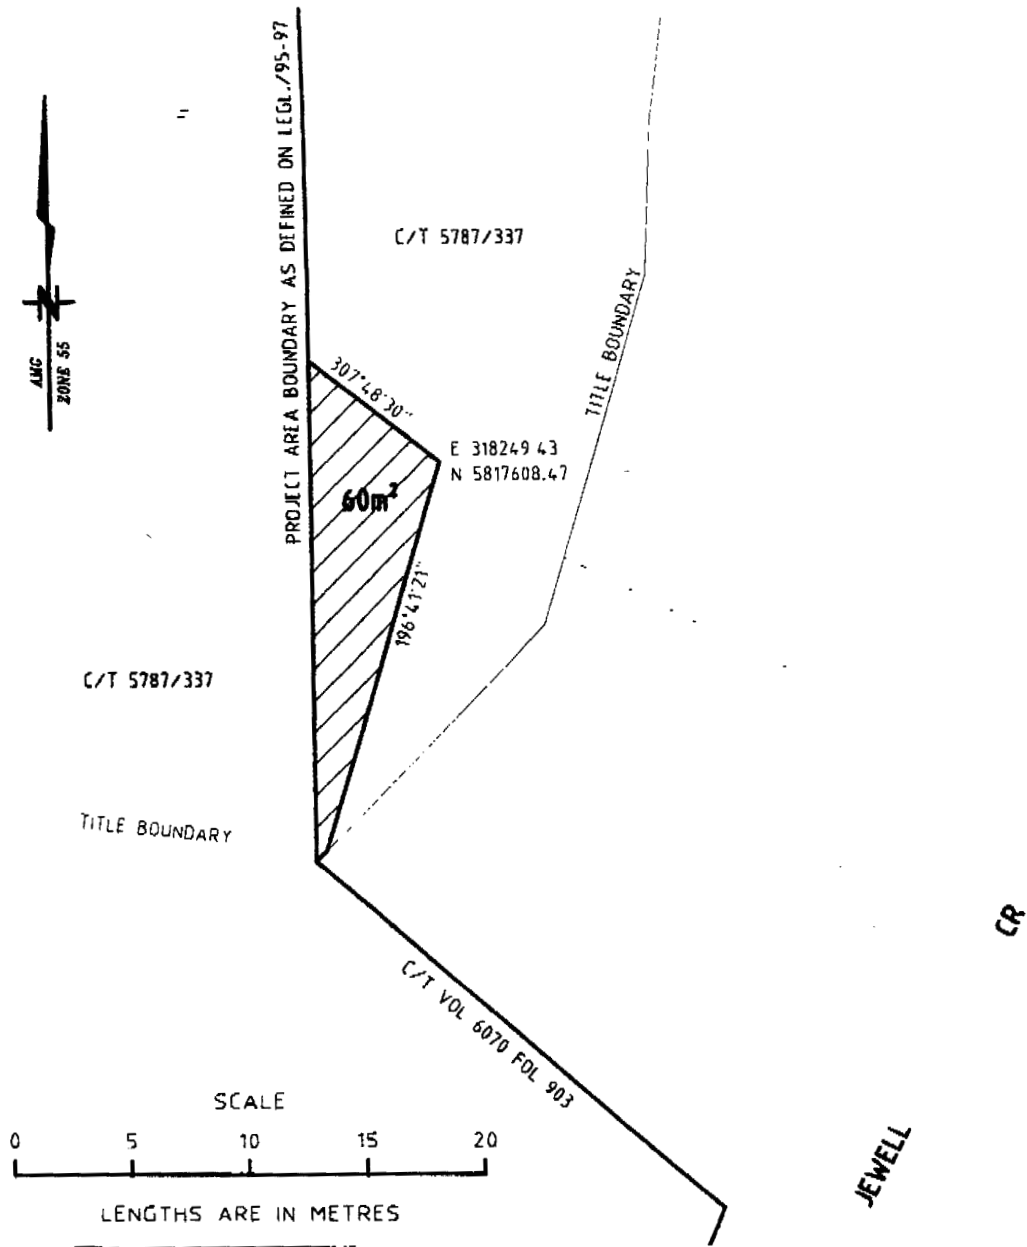 PROJECT AREA BOUNDARY AS DEFINED ON LEGL./95-97
C/T 5787/337
AMG
ZONE 55
N
TITLE BOUNDARY
307°48'30"
E 318249 43
N 5817608.47
60m²
196°41'21"
C/T 5787/337
TITLE BOUNDARY
CR
C/T VOL 6070 FOL 903
JEWELL
SCALE
0 5 10 15 20
LENGTHS ARE IN METRES